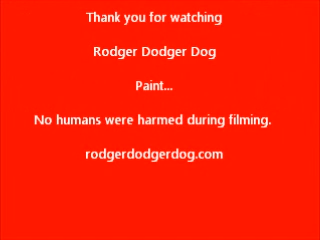 Thank you for watching
Rodger Dodger Dog
Paint...
No humans were harmed during filming.
rodgerdodgerdog.com